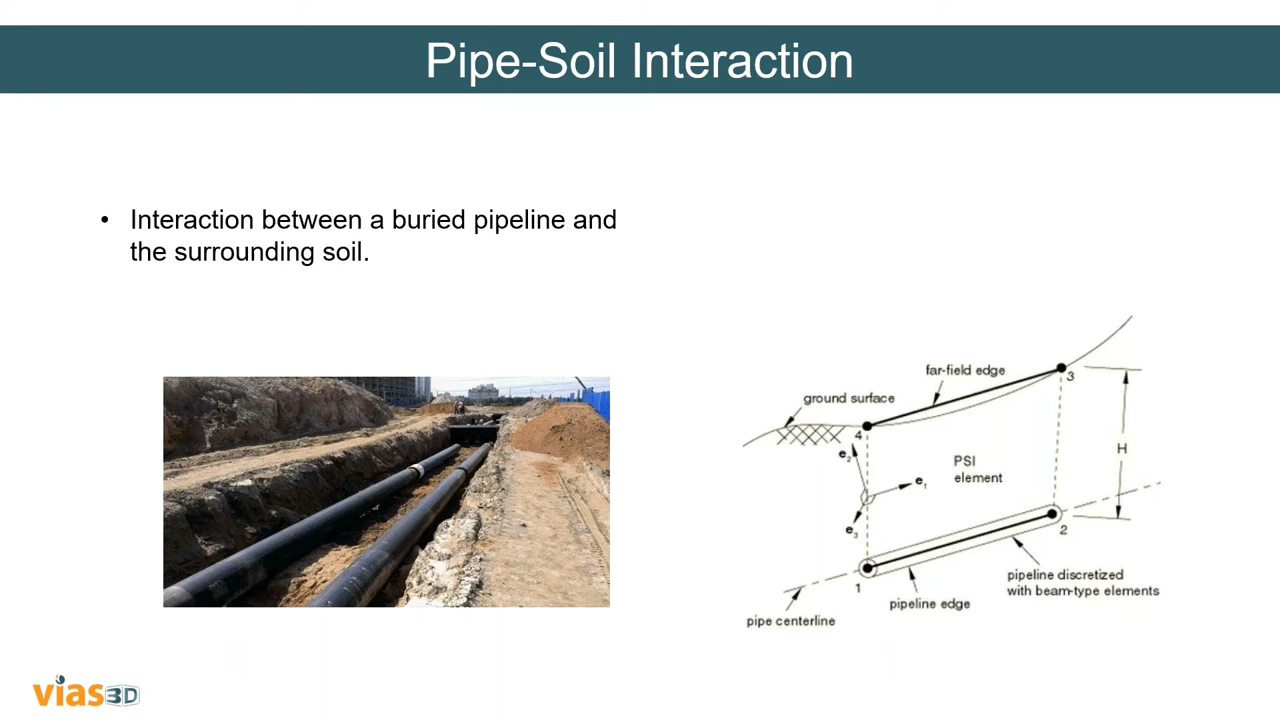 Pipe-Soil Interaction
• Interaction between a buried pipeline and
the surrounding soil.
far-field edge
3
ground surface
4
e2
PSI
element
e1
H
e3
2
1
pipeline edge
pipeline discretized
with beam-type elements
pipe centerline
vias3D